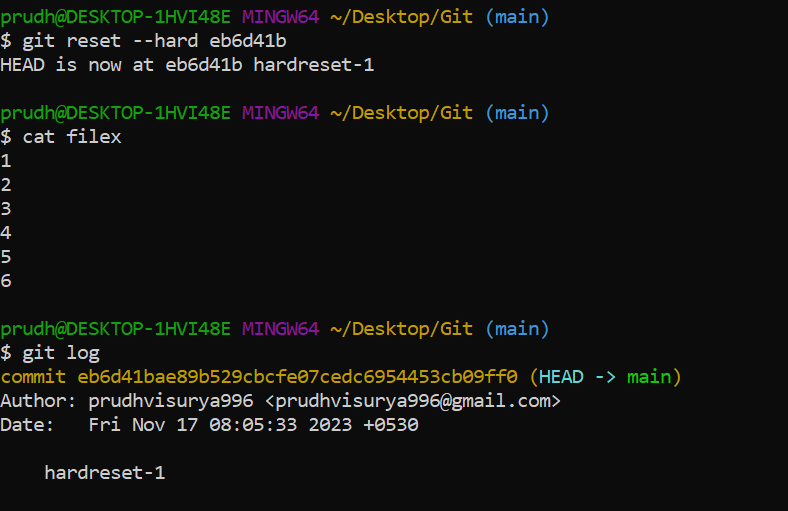 prudh@DESKTOP-1HVI48E MINGW64 ~/Desktop/Git (main)
$ git reset --hard eb6d41b
HEAD is now at eb6d41b hardreset-1
prudh@DESKTOP-1HVI48E MINGW64 ~/Desktop/Git (main)
$ cat filex
1
2
3
4
5
6
prudh@DESKTOP-1HVI48E MINGW64 ~/Desktop/Git (main)
$ git log
commit eb6d41bae89b529cbcfe07cedc6954453cb09ff0 (HEAD -> main)
Author: prudhvisurya996 <prudhvisurya996@gmail.com>
Date:   Fri Nov 17 08:05:33 2023 +0530
    hardreset-1